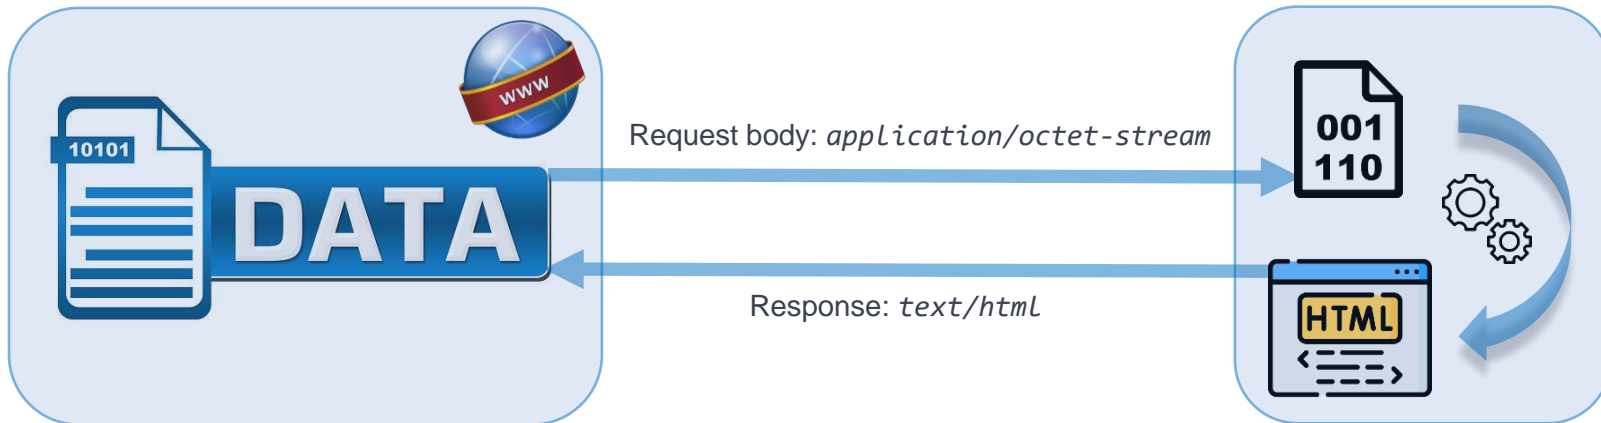 WWW
10101
DATA
Request body: application/octet-stream
Response: text/html
001
110
HTML